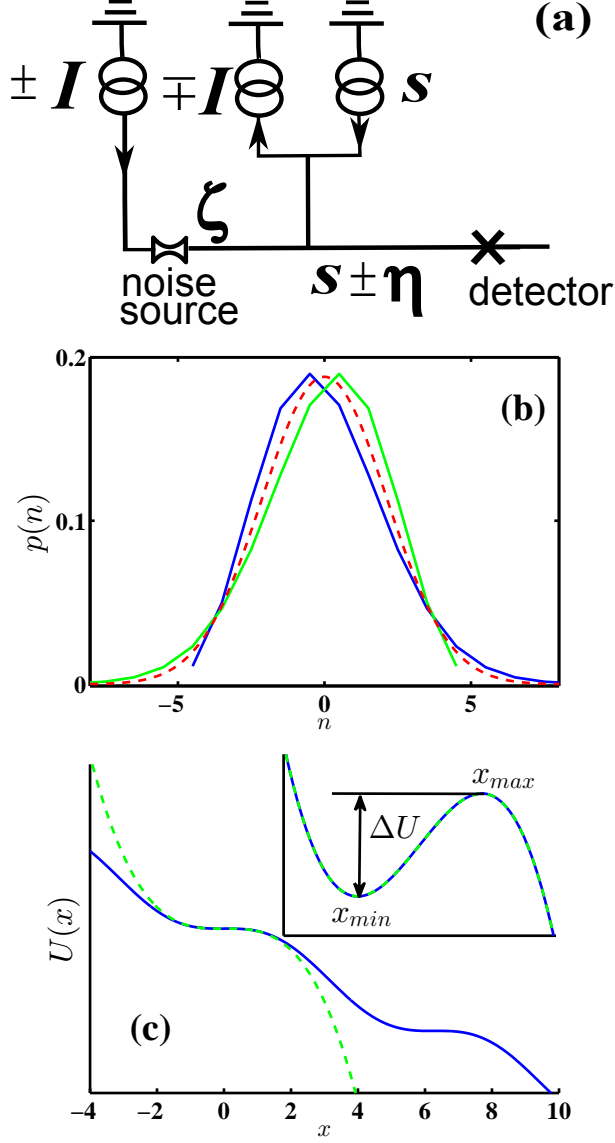 (a)
± I ∓ I s
ζ
noise
source
s ± η
detector
0.2
(b)
0.1
p(n)
0
−5 0 5
n
x_max
ΔU
x_min
U(x)
(c)
−4 −2 0 2 4 6 8 10
x